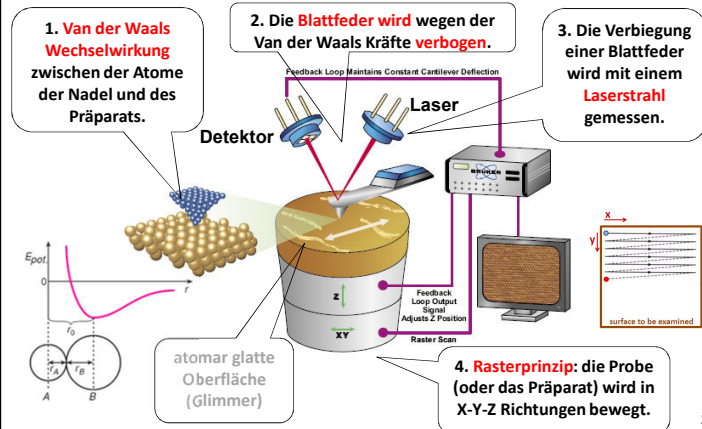 1. Van der Waals
Wechselwirkung
zwischen der Atome
der Nadel und des
Präparats.
2. Die Blattfeder wird wegen der
Van der Waals Kräfte verbogen.
3. Die Verbiegung
einer Blattfeder
wird mit einem
Laserstrahl
gemessen.
Feedback Loop Maintains Constant Cantilever Deflection
Laser
Detektor
BRUKER
x
y
surface to be examined
E pot.
0
r
r0
rA
rB
A
B
z
XY
Feedback
Loop Output
Signal
Adjusts Z Position
Raster Scan
atomar glatte
Oberfläche
(Glimmer)
4. Rasterprinzip: die Probe
(oder das Präparat) wird in
X-Y-Z Richtungen bewegt.